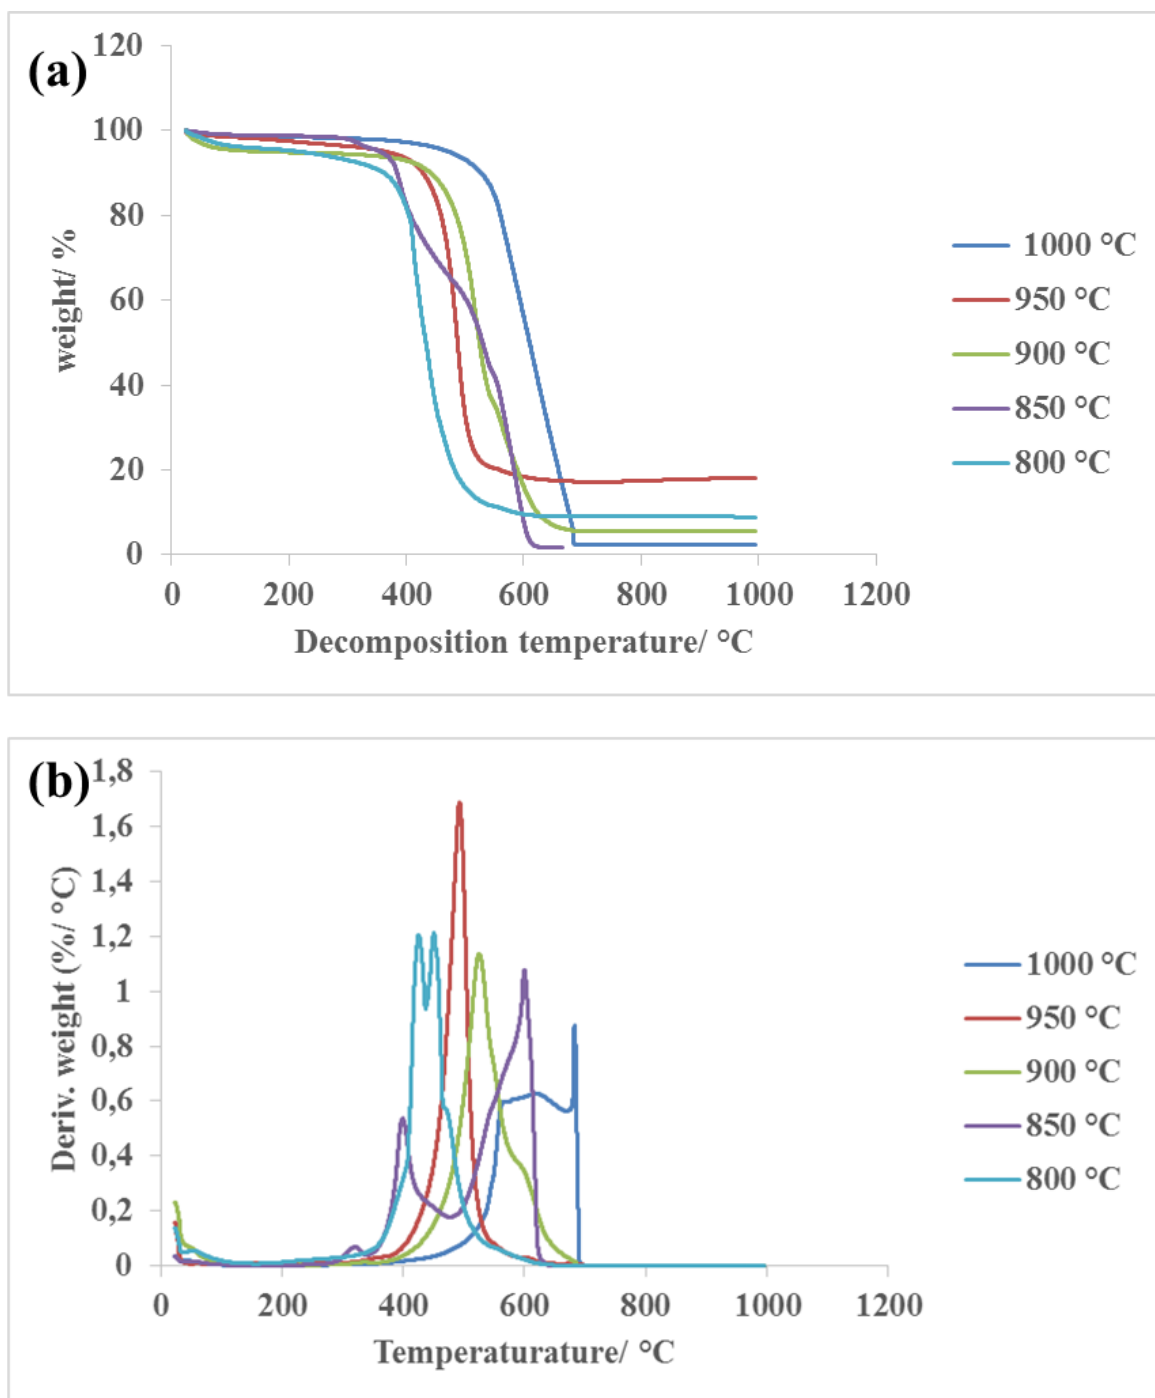 (a)
120
100
80
60
40
20
0
weight/ %
0 200 400 600 800 1000 1200
Decomposition temperature/ °C
1000 °C
950 °C
900 °C
850 °C
800 °C
(b)
1,8
1,6
1,4
1,2
1
0,8
0,6
0,4
0,2
0
Deriv. weight (%/ °C)
0 200 400 600 800 1000 1200
Temperaturature/ °C
1000 °C
950 °C
900 °C
850 °C
800 °C